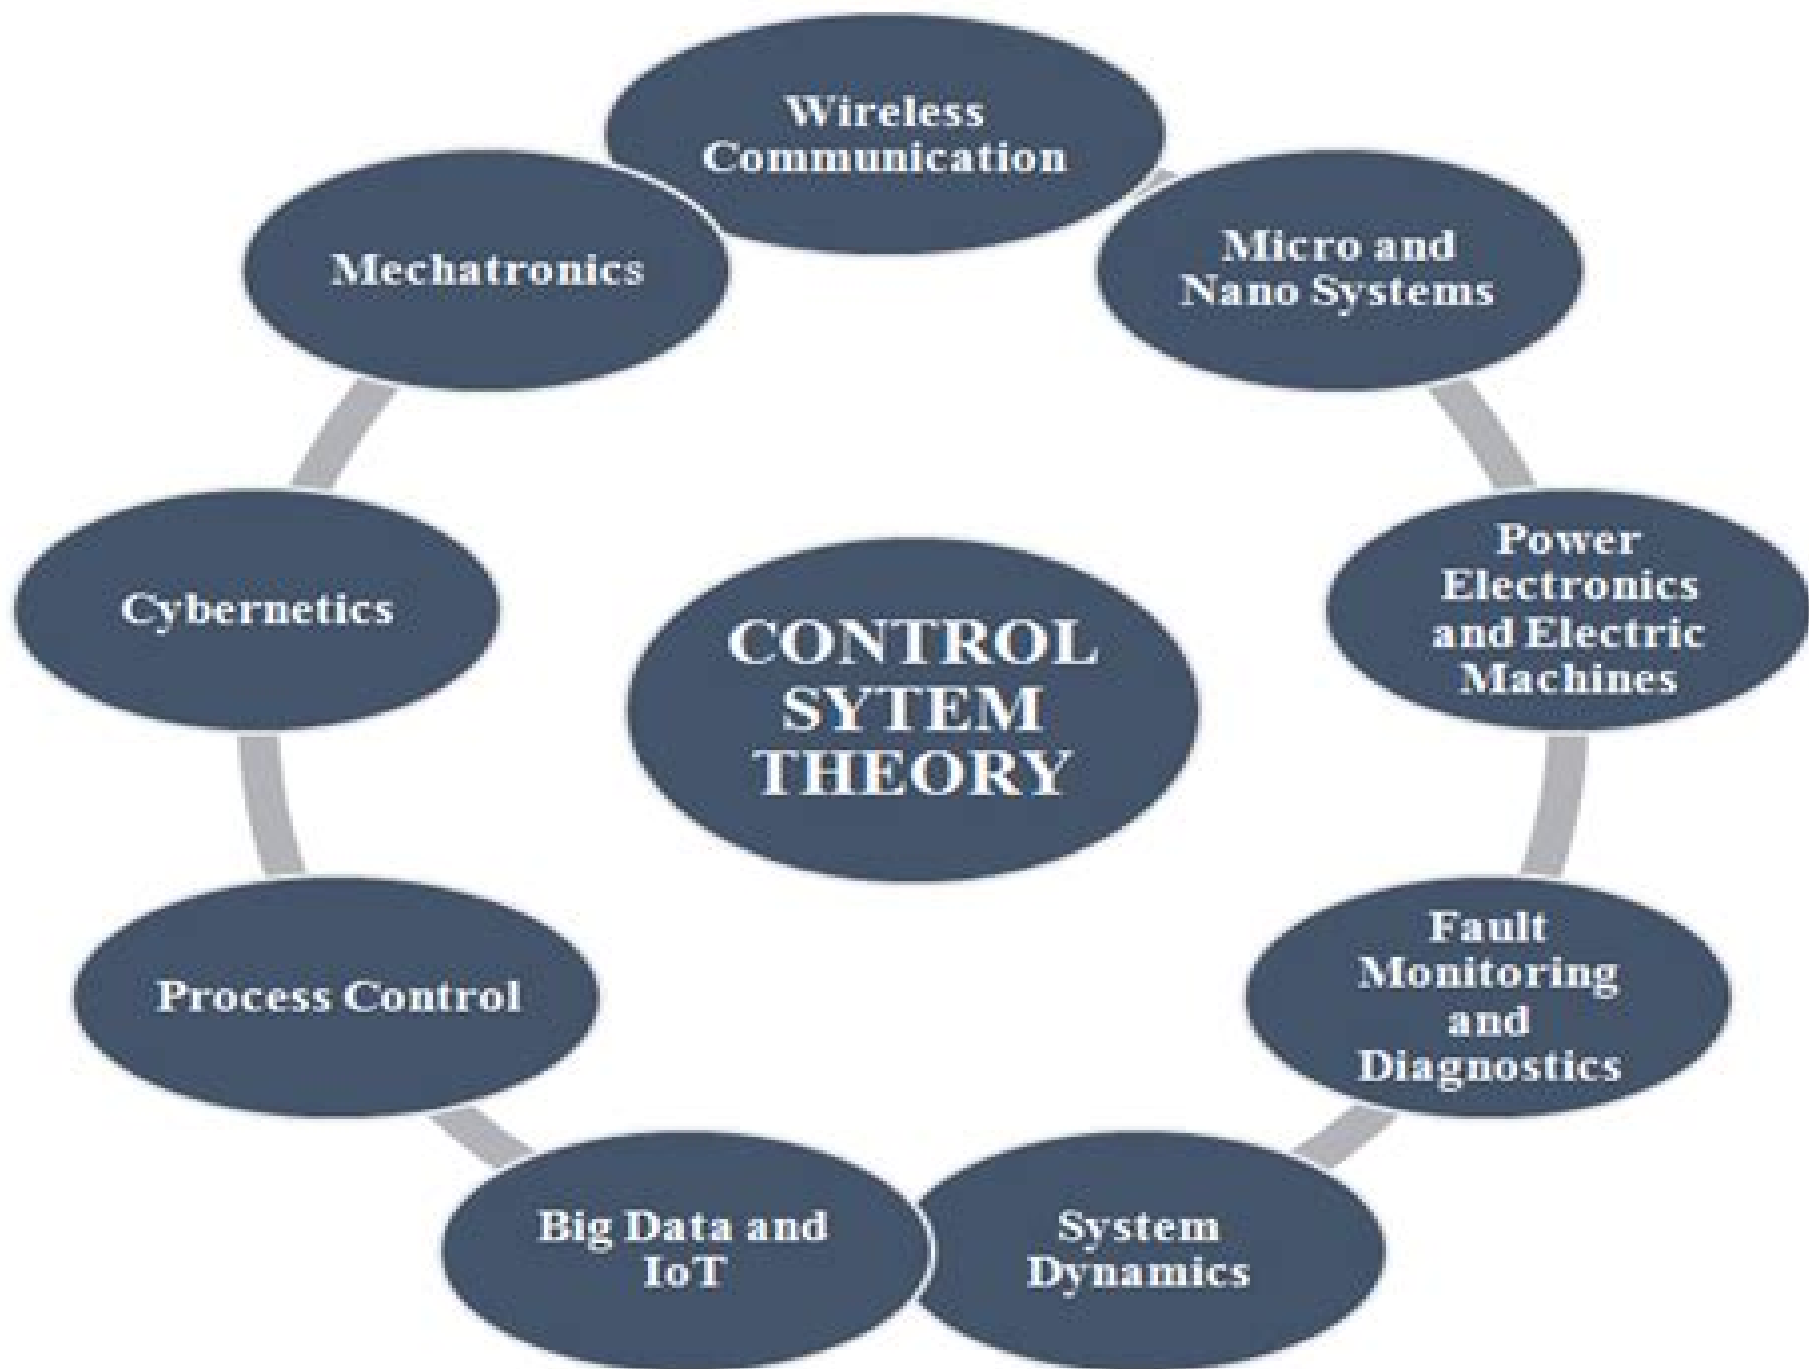 Wireless
Communication
Micro and
Nano Systems
Power
Electronics
and Electric
Machines
Fault
Monitoring
and
Diagnostics
System
Dynamics
Big Data and
IoT
Process Control
Cybernetics
Mechatronics
CONTROL
SYTEM
THEORY